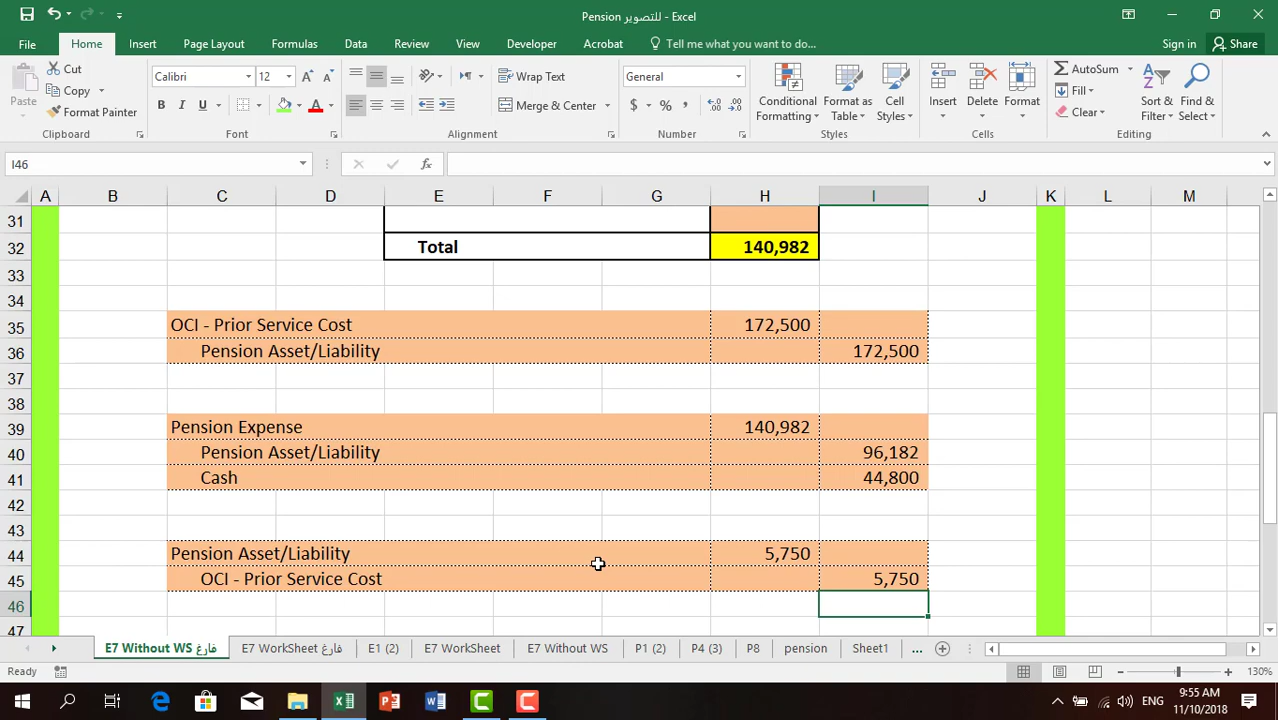 Pension للتصوير - Excel
File Home Insert Page Layout Formulas Data Review View Developer Acrobat Tell me what you want to do... Sign in Share
Paste Cut Copy Format Painter
Calibri 12 B I U A
Wrap Text Merge & Center
General $ % ,
Conditional Formatting Format as Table Cell Styles
Insert Delete Format
AutoSum Fill Clear Sort & Filter Find & Select
Clipboard Font Alignment Number Styles Cells Editing
I46 fx
A B C D E F G H I J K L M
31
32 Total 140,982
33
34
35 OCI - Prior Service Cost 172,500
36 Pension Asset/Liability 172,500
37
38
39 Pension Expense 140,982
40 Pension Asset/Liability 96,182
41 Cash 44,800
42
43
44 Pension Asset/Liability 5,750
45 OCI - Prior Service Cost 5,750
46
47
E7 Without WS فارغ E7 WorkSheet فارغ E1 (2) E7 WorkSheet E7 Without WS P1 (2) P4 (3) P8 pension Sheet1 ...
Ready 130%
ENG 9:55 AM
11/10/2018